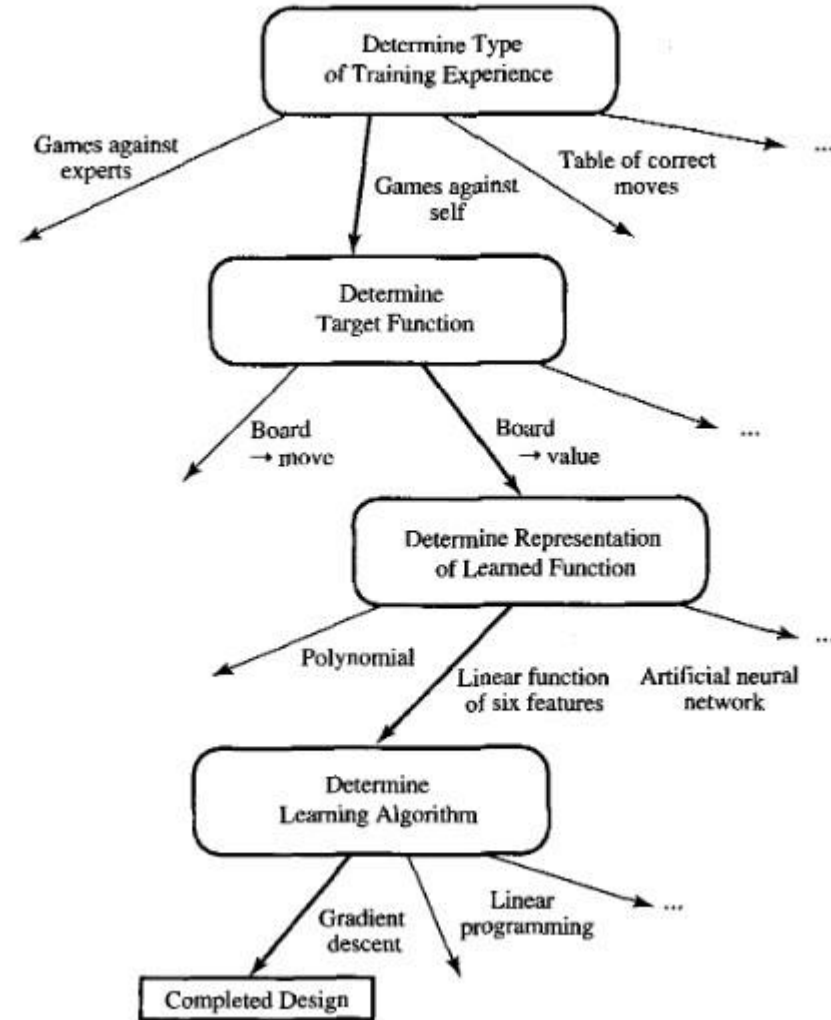 Determine Type
of Training Experience
Games against
experts
Games against
self
Table of correct
moves
...
Determine
Target Function
Board
→ move
Board
→ value
...
Determine Representation
of Learned Function
Polynomial
Linear function
of six features
Artificial neural
network
...
Determine
Learning Algorithm
Gradient
descent
Linear
programming
...
Completed Design